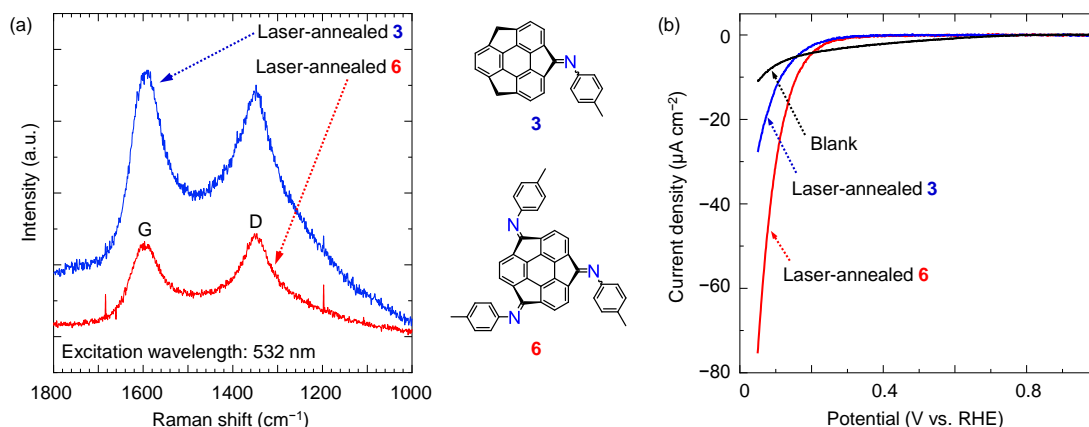 (a)
Laser-annealed 3
Laser-annealed 6
G
D
Excitation wavelength: 532 nm
1800
1600
1400
1200
1000
Raman shift (cm⁻¹)
Intensity (a.u.)
N
3
N
N
N
6
(b)
0
−20
−40
−60
−80
Current density (μA cm⁻²)
Blank
Laser-annealed 3
Laser-annealed 6
0
0.4
0.8
Potential (V vs. RHE)